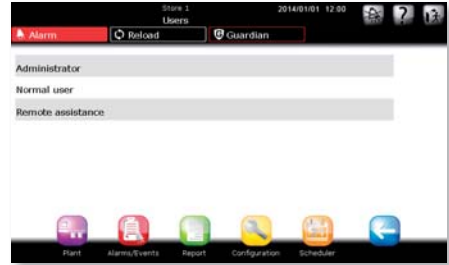 Store 1
2014/01/01 12:00
Users
Alarm
Reload
Guardian
Administrator
Normal user
Remote assistance
Plant
Alarms/Events
Report
Configuration
Scheduler